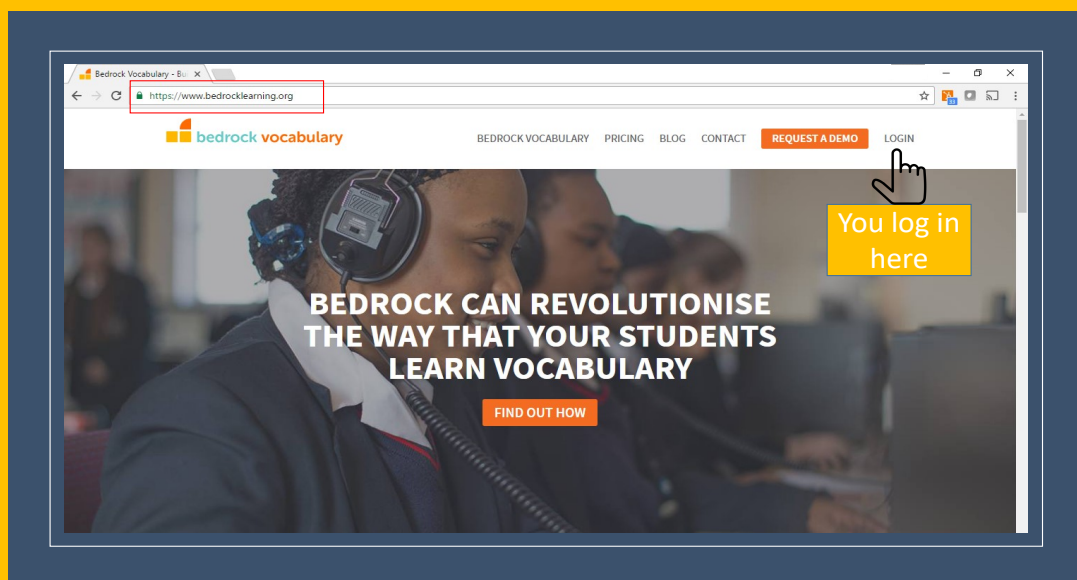 Bedrock Vocabulary - Bu
https://www.bedrocklearning.org
bedrock vocabulary
BEDROCK VOCABULARY PRICING BLOG CONTACT REQUEST A DEMO LOGIN
You log in
here
BEDROCK CAN REVOLUTIONISE
THE WAY THAT YOUR STUDENTS
LEARN VOCABULARY
FIND OUT HOW